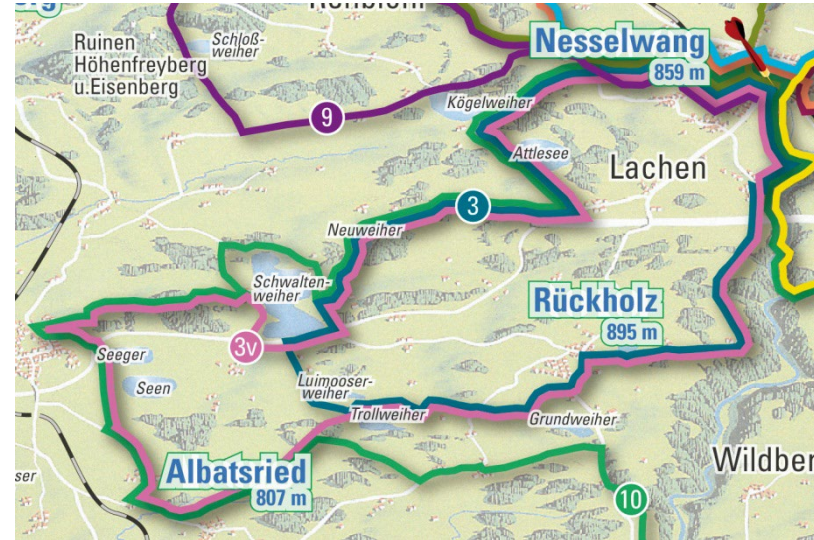 Ruinen
Höhenfreyberg
u.Eisenberg
Schloß-
weiher
Nesselwang
859 m
9
Kögelweiher
Attlesee
Lachen
3
Neuweiher
Schwalten-
weiher
Rückholz
895 m
3v
Seeger
Seen
Luimooser-
weiher
Trollweiher
Grundweiher
Albatsried
807 m
10
Wildber
ser